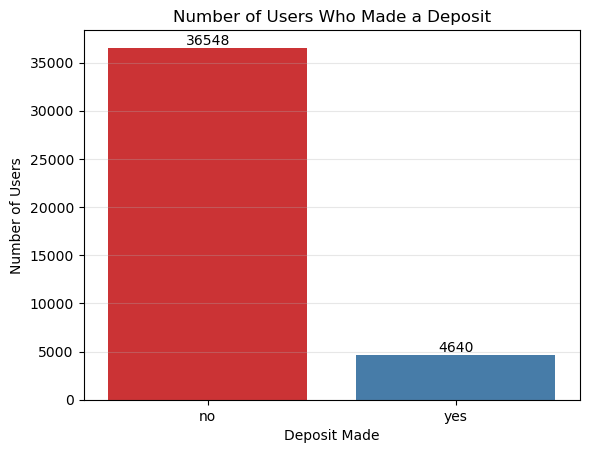 Number of Users Who Made a Deposit
36548
35000
30000
25000
20000
15000
10000
5000
0
4640
Number of Users
no
yes
Deposit Made